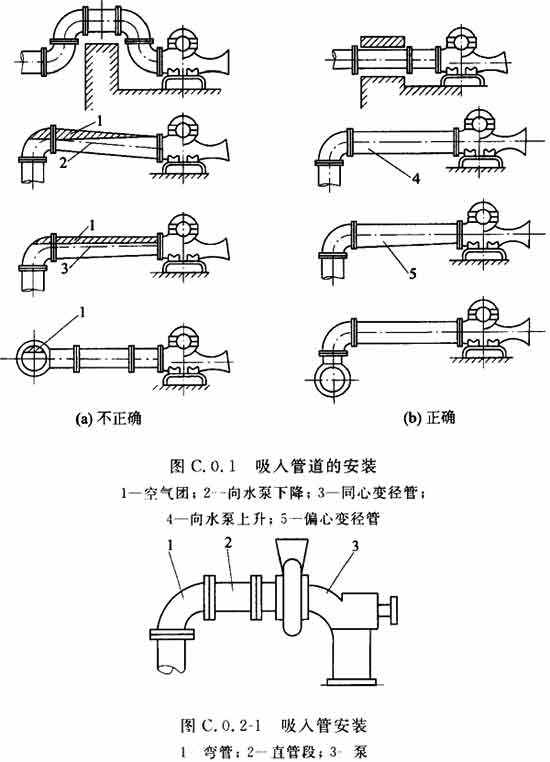 1
2
4
1
3
5
1
(a) 不正确
(b) 正确
图 C.0.1 吸入管道的安装
1—空气团；2—向水泵下降；3—同心变径管；
4—向水泵上升；5—偏心变径管
1
2
3
图 C.0.2-1 吸入管安装
1 弯管；2—直管段；3- 泵